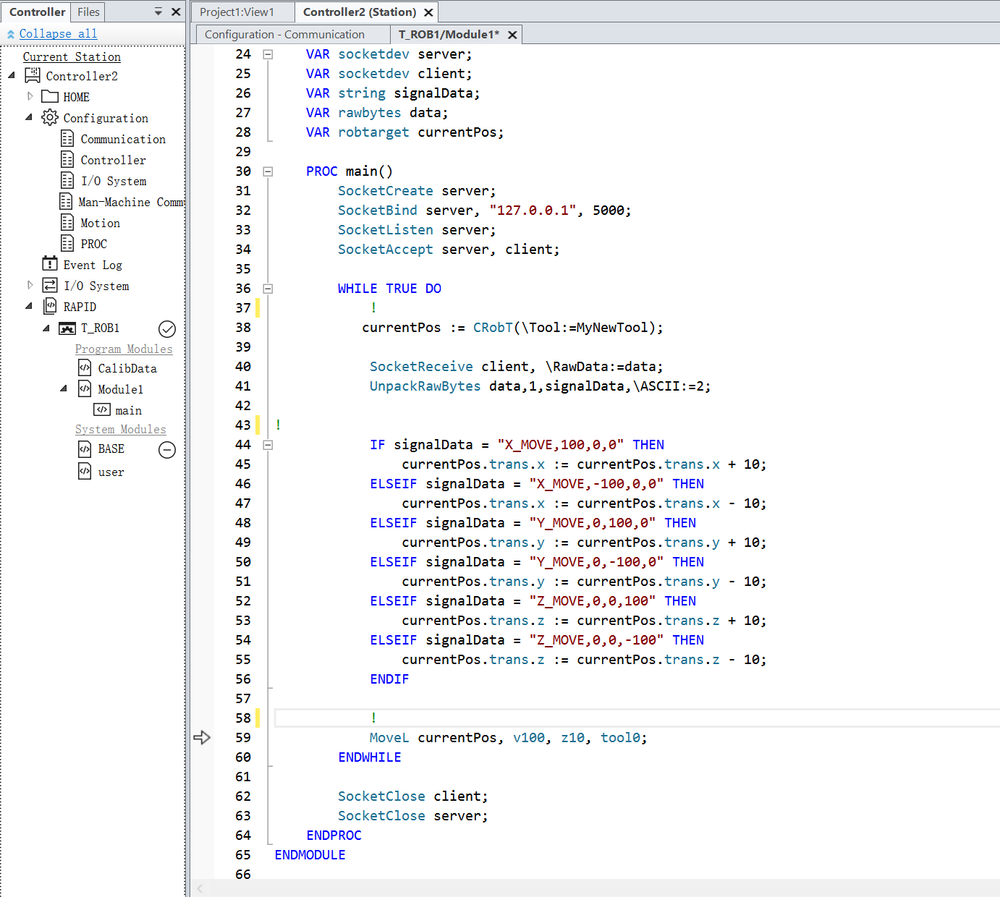 Controller Files
Collapse all
Current Station
Controller2
HOME
Configuration
Communication
Controller
I/O System
Man-Machine Comm
Motion
PROC
Event Log
I/O System
RAPID
T_ROB1
Program Modules
CalibData
Module1
main
System Modules
BASE
user
Project1:View1 Controller2 (Station)
Configuration - Communication T_ROB1/Module1*
24 VAR socketdev server;
25 VAR socketdev client;
26 VAR string signalData;
27 VAR rawbytes data;
28 VAR robtarget currentPos;
29
30 PROC main()
31 SocketCreate server;
32 SocketBind server, "127.0.0.1", 5000;
33 SocketListen server;
34 SocketAccept server, client;
35
36 WHILE TRUE DO
37 !
38 currentPos := CRobT(\Tool:=MyNewTool);
39
40 SocketReceive client, \RawData:=data;
41 UnpackRawBytes data,1,signalData,\ASCII:=2;
42
43 !
44 IF signalData = "X_MOVE,100,0,0" THEN
45 currentPos.trans.x := currentPos.trans.x + 10;
46 ELSEIF signalData = "X_MOVE,-100,0,0" THEN
47 currentPos.trans.x := currentPos.trans.x - 10;
48 ELSEIF signalData = "Y_MOVE,0,100,0" THEN
49 currentPos.trans.y := currentPos.trans.y + 10;
50 ELSEIF signalData = "Y_MOVE,0,-100,0" THEN
51 currentPos.trans.y := currentPos.trans.y - 10;
52 ELSEIF signalData = "Z_MOVE,0,0,100" THEN
53 currentPos.trans.z := currentPos.trans.z + 10;
54 ELSEIF signalData = "Z_MOVE,0,0,-100" THEN
55 currentPos.trans.z := currentPos.trans.z - 10;
56 ENDIF
57
58 !
59 MoveL currentPos, v100, z10, tool0;
60 ENDWHILE
61
62 SocketClose client;
63 SocketClose server;
64 ENDPROC
65 ENDMODULE
66